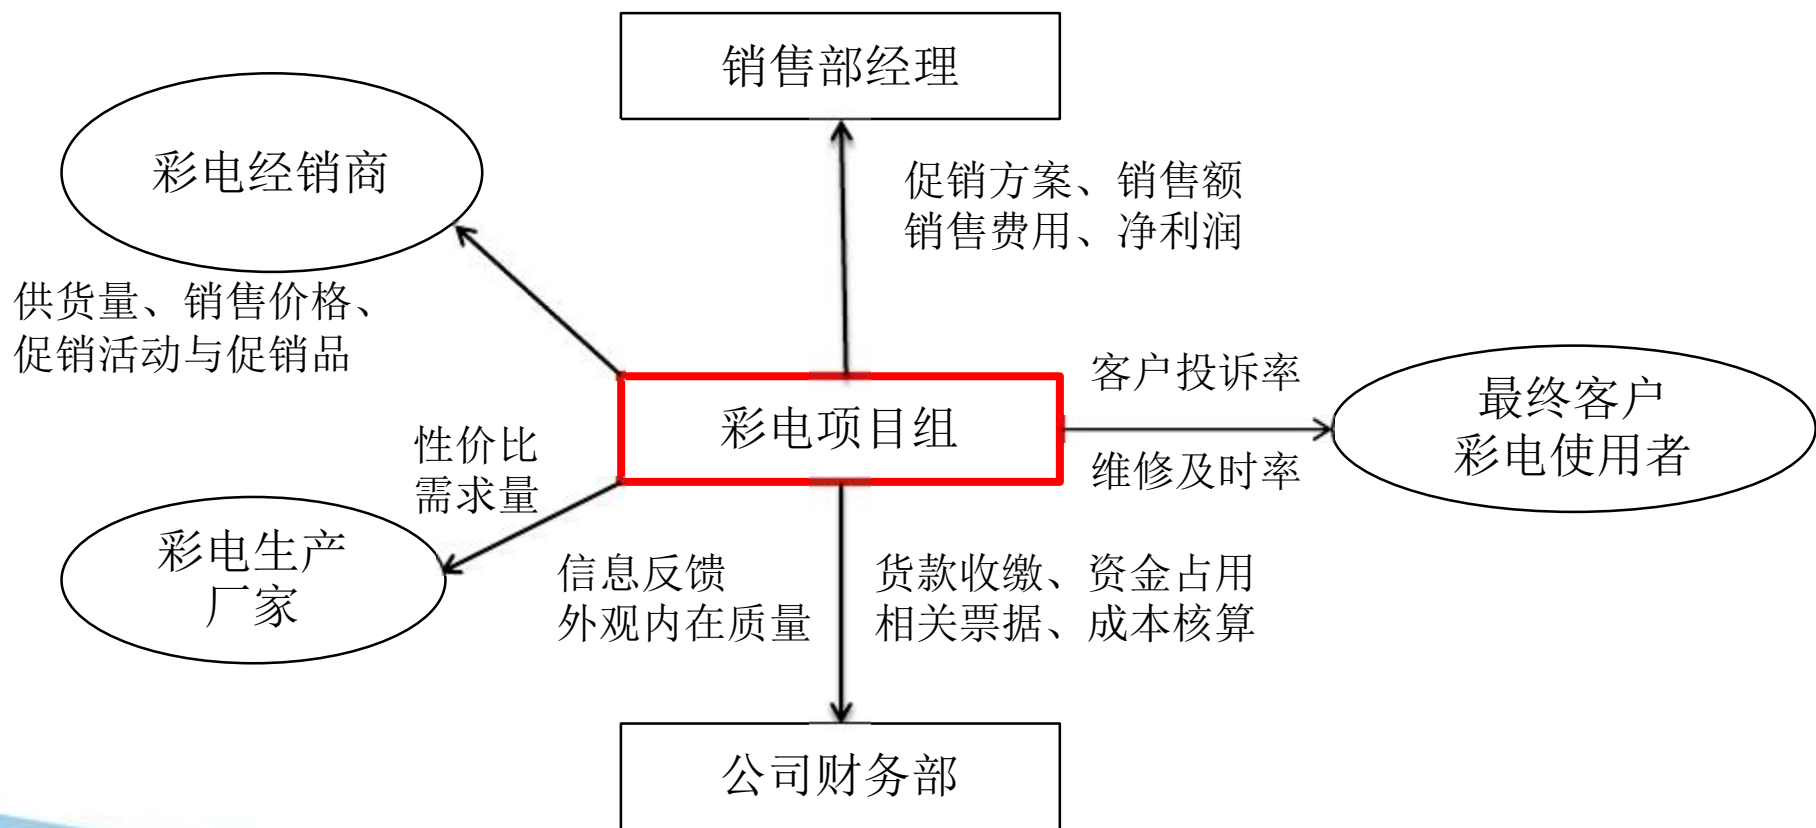 销售部经理
彩电经销商
促销方案、销售额
销售费用、净利润
供货量、销售价格、
促销活动与促销品
客户投诉率
彩电项目组
最终客户
彩电使用者
性价比
需求量
维修及时率
彩电生产
厂家
信息反馈
外观内在质量
货款收缴、资金占用
相关票据、成本核算
公司财务部